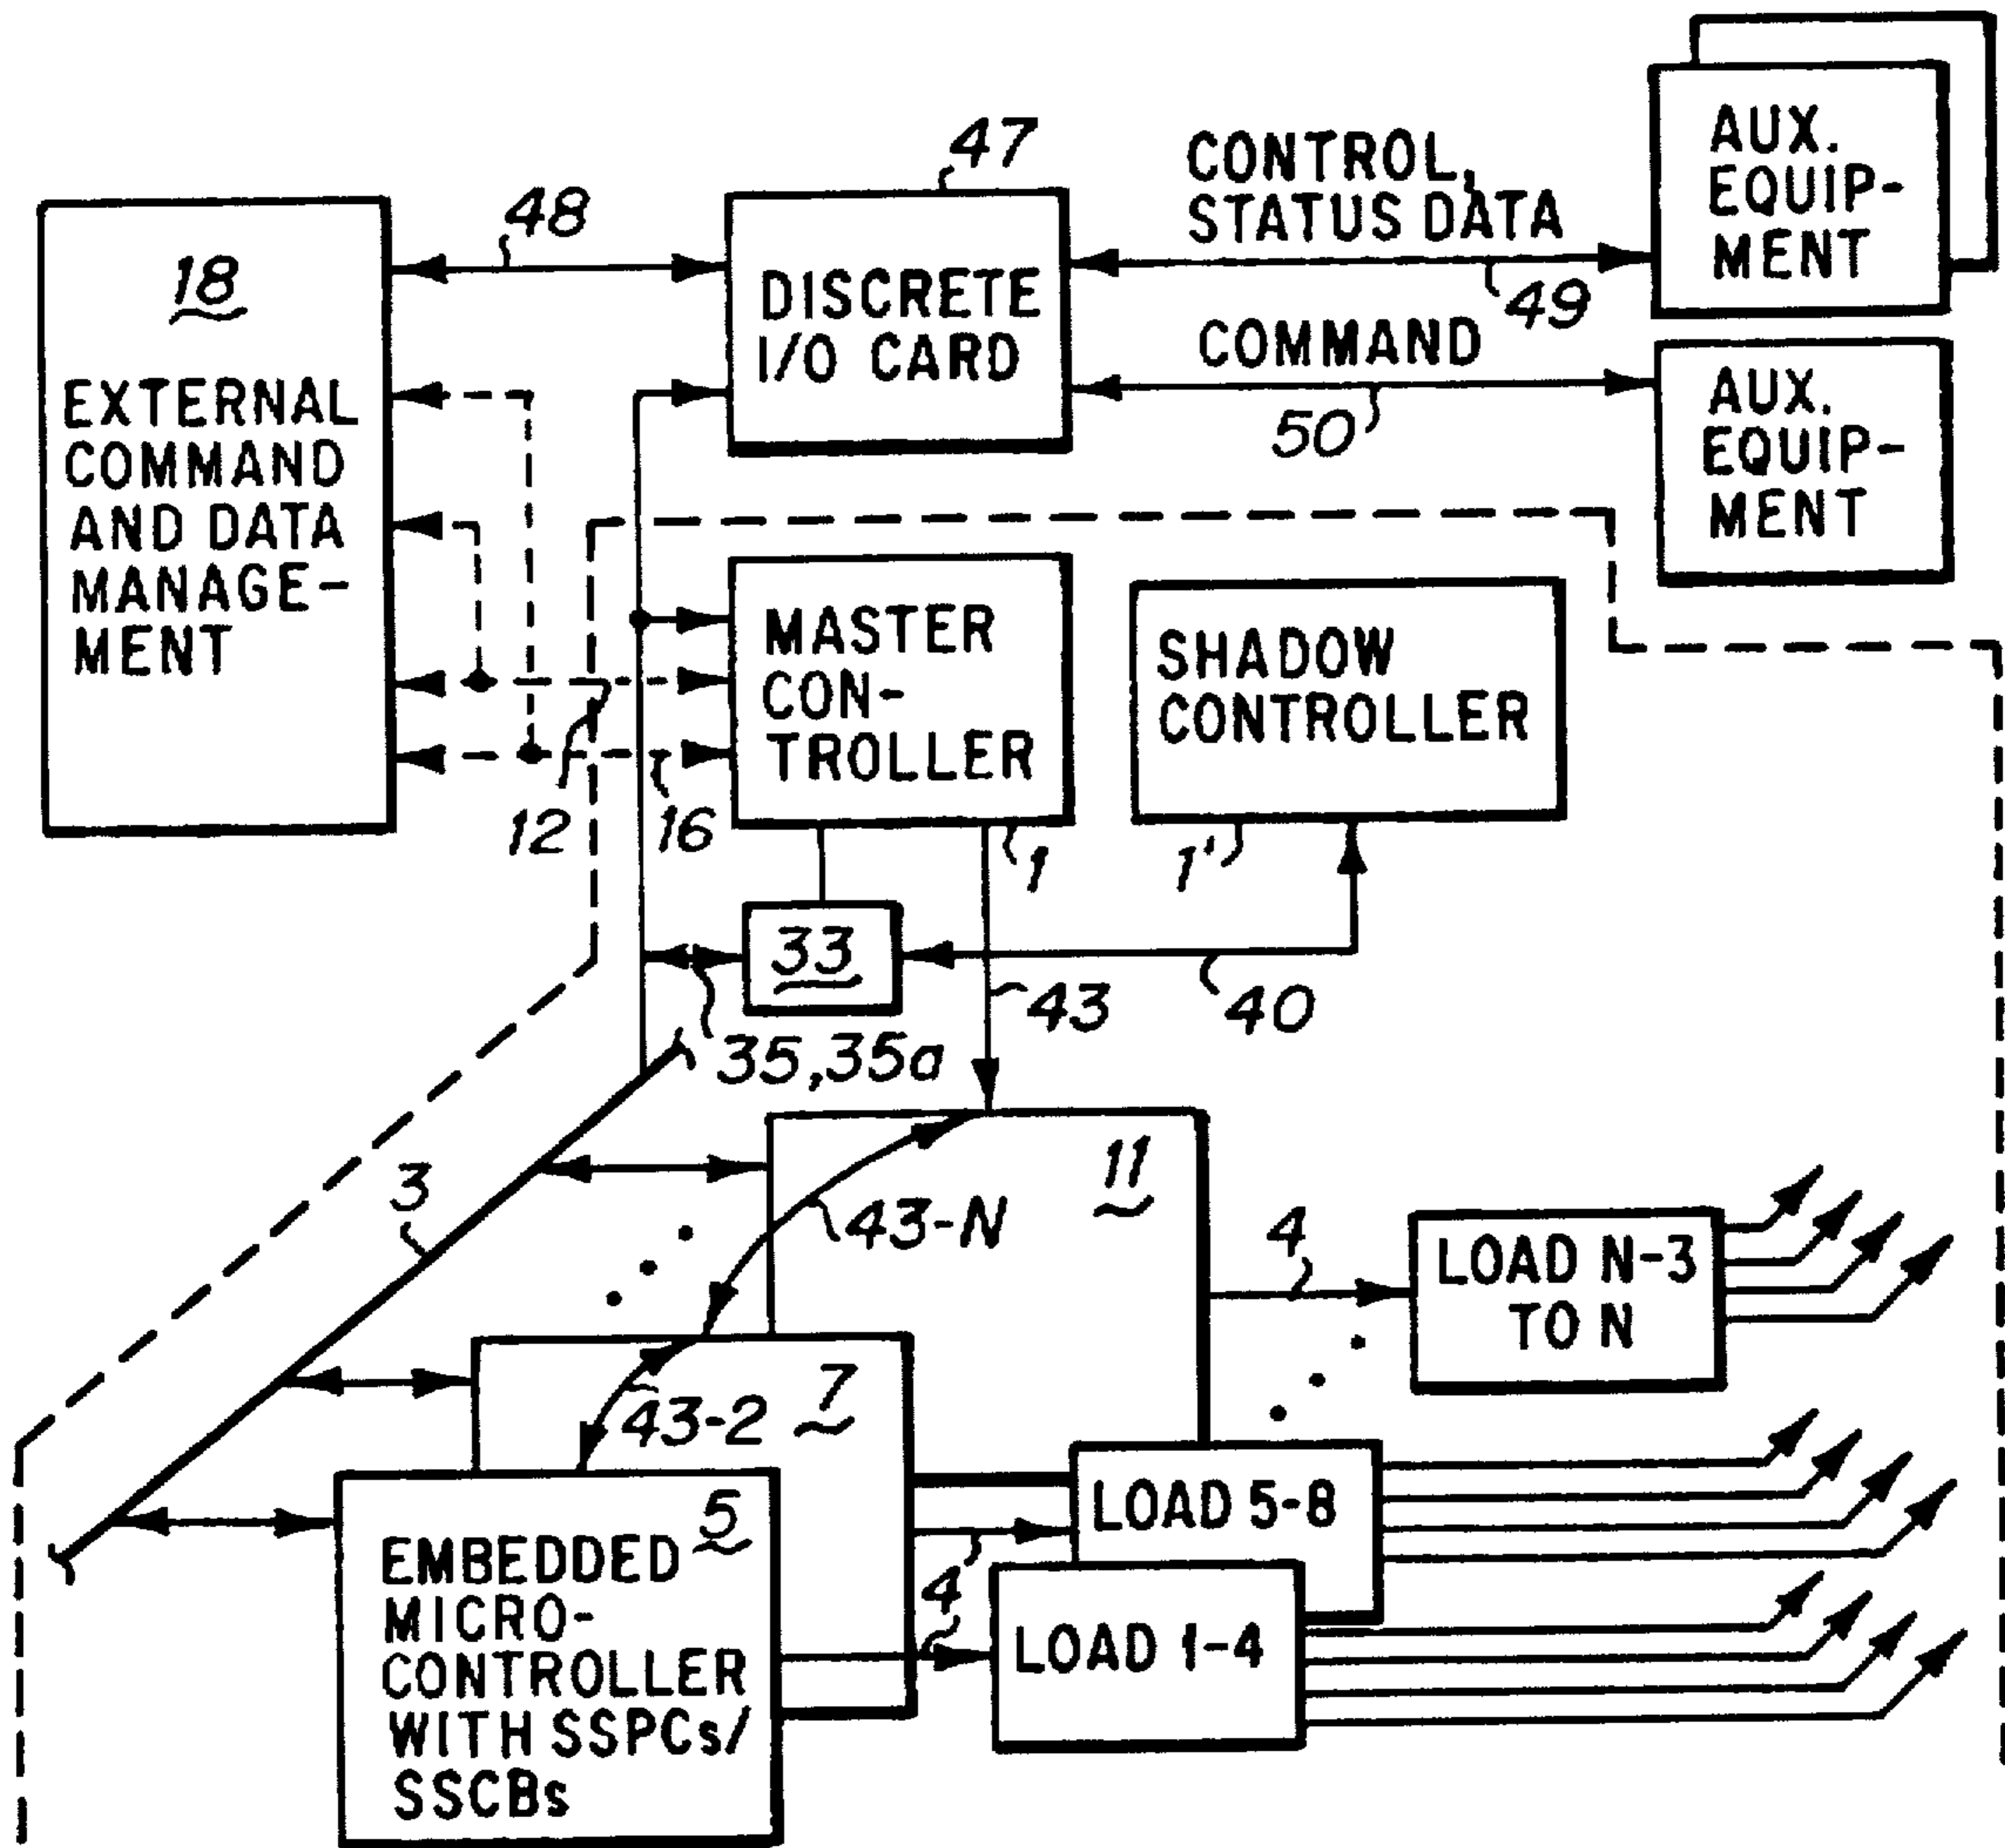 47
CONTROL,
STATUS DATA
AUX.
EQUIP-
MENT
48
18
DISCRETE
I/O CARD
49
COMMAND
50
AUX.
EQUIP-
MENT
EXTERNAL
COMMAND
AND DATA
MANAGE-
MENT
MASTER
CON-
TROLLER
SHADOW
CONTROLLER
12
16
1
1'
33
35,35a
43
40
3
11
43-N
4
LOAD N-3
TO N
43-2
7
LOAD 5-8
4
5
EMBEDDED
MICRO-
CONTROLLER
WITH SSPCs/
SSCBs
4
LOAD 1-4